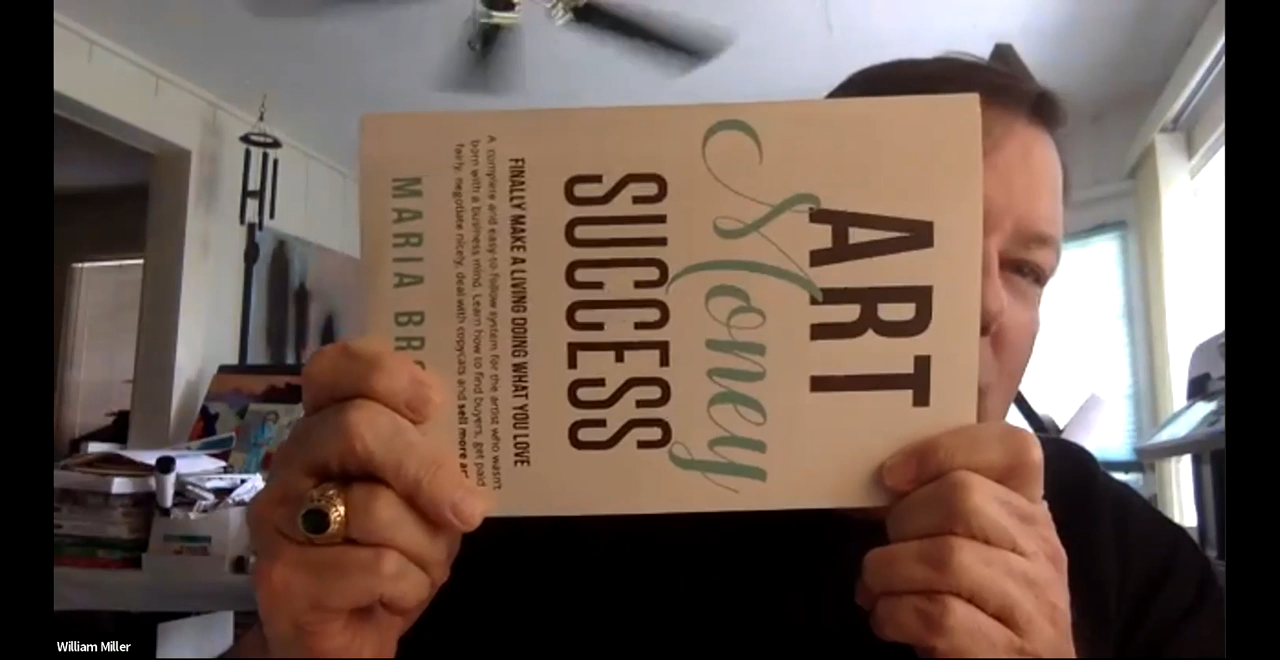 ART
Money
SUCCESS
FINALLY MAKE A LIVING DOING WHAT YOU LOVE
A complete and easy-to-follow system for the artist who wasn't
born with a business mind. Learn how to find buyers, get paid
fairly, negotiate nicely, deal with copycats and sell more ar
MARIA BRO
William Miller